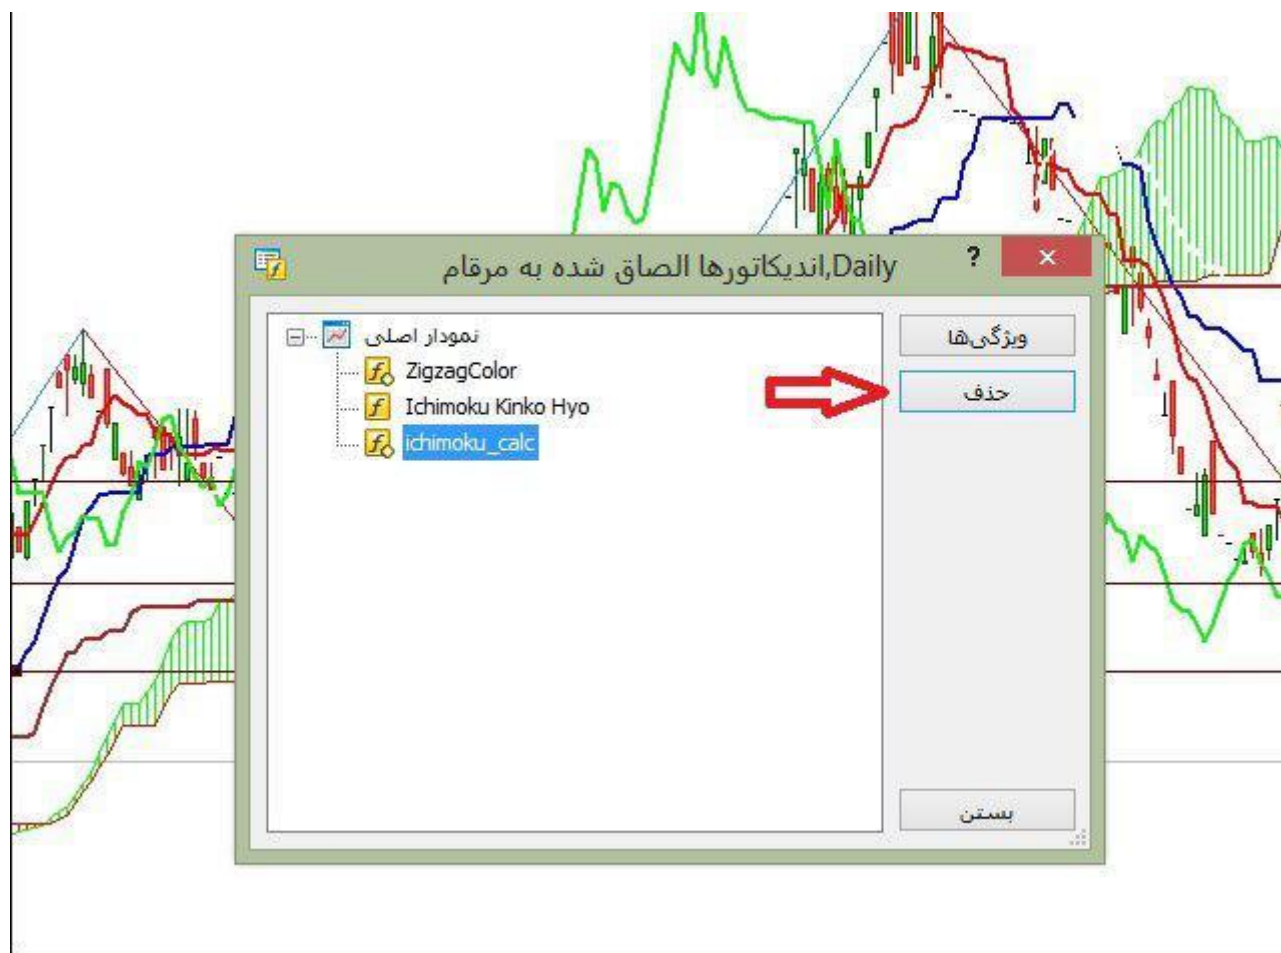 اندیکاتورها الصاق شده به مرقام,Daily
?
نمودار اصلی
ZigzagColor
Ichimoku Kinko Hyo
ichimoku_calc
ویژگی‌ها
حذف
بستن